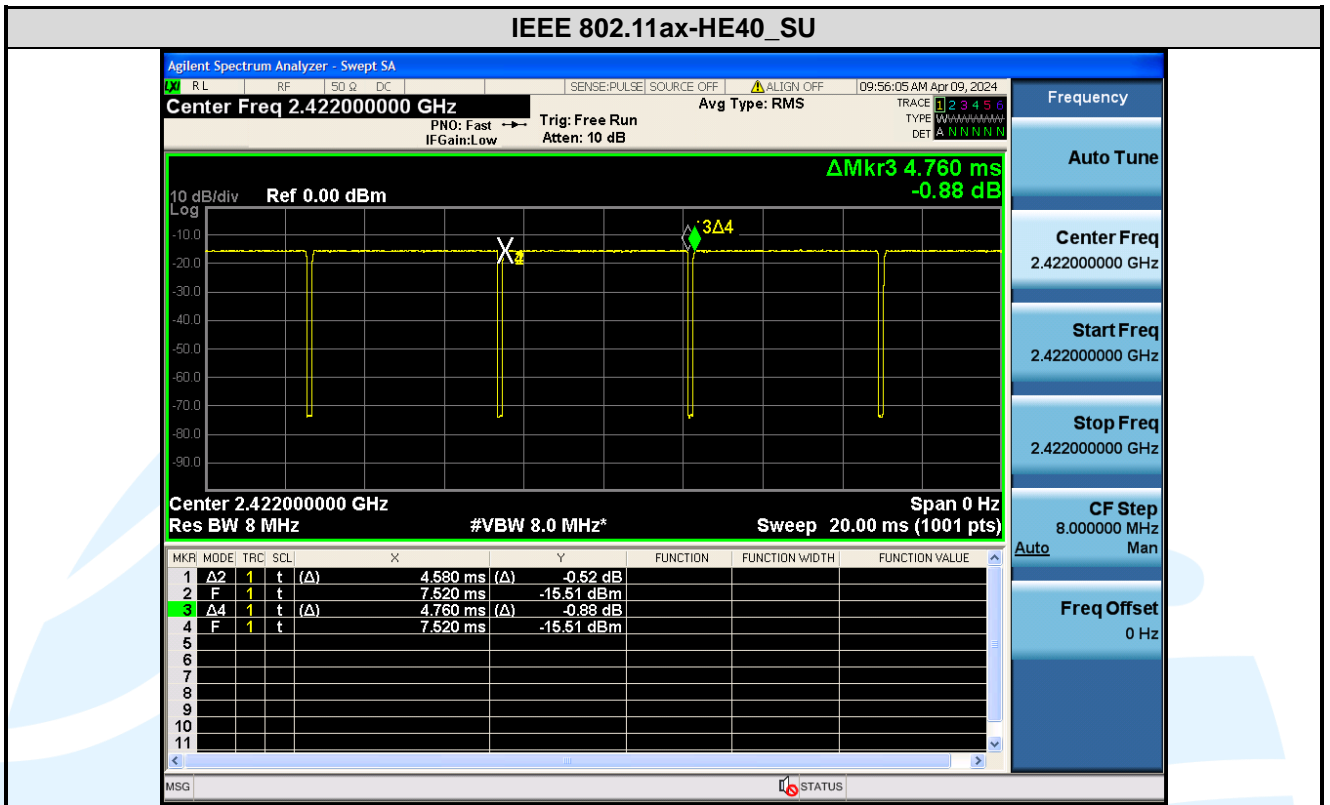 IEEE 802.11ax-HE40_SU
Agilent Spectrum Analyzer - Swept SA
LXI RL RF 50 Ω DC SENSE:PULSE SOURCE OFF ALIGN OFF 09:56:05 AM Apr 09, 2024
Center Freq 2.422000000 GHz
PNO: Fast
IFGain:Low
Trig: Free Run
Atten: 10 dB
Avg Type: RMS
TRACE 1 2 3 4 5 6
TYPE
DET A N N N N N
ΔMkr3 4.760 ms
-0.88 dB
10 dB/div Ref 0.00 dBm
Log
-10.0
-20.0
-30.0
-40.0
-50.0
-60.0
-70.0
-80.0
-90.0
3Δ4
Center 2.422000000 GHz Span 0 Hz
Res BW 8 MHz #VBW 8.0 MHz* Sweep 20.00 ms (1001 pts)
MKR MODE TRC SCL X Y FUNCTION FUNCTION WIDTH FUNCTION VALUE
1 Δ2 1 t (Δ) 4.580 ms (Δ) -0.52 dB
2 F 1 t 7.520 ms -15.51 dBm
3 Δ4 1 t (Δ) 4.760 ms (Δ) -0.88 dB
4 F 1 t 7.520 ms -15.51 dBm
5
6
7
8
9
10
11
MSG STATUS
Frequency
Auto Tune
Center Freq
2.422000000 GHz
Start Freq
2.422000000 GHz
Stop Freq
2.422000000 GHz
CF Step
8.000000 MHz
Auto Man
Freq Offset
0 Hz